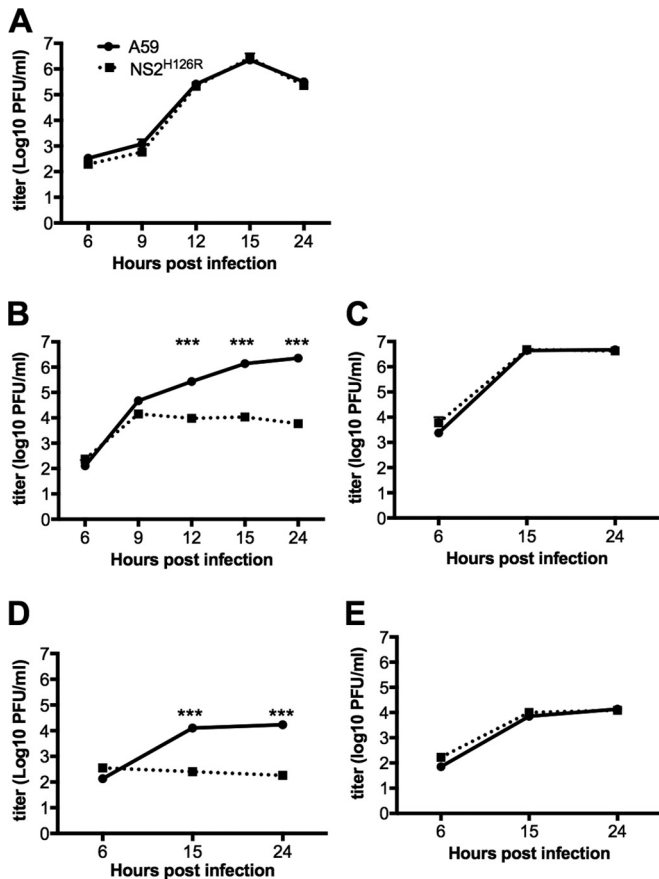 A
A59
NS2^H126R
titer (Log10 PFU/ml)
7
6
5
4
3
2
1
0
6 9 12 15 24
Hours post infection
B
*** *** ***
titer (log10 PFU/ml)
7
6
5
4
3
2
1
0
6 9 12 15 24
Hours post infection
C
titer (log10 PFU/ml)
7
6
5
4
3
2
1
0
6 15 24
Hours post infection
D
*** ***
titer (Log10 PFU/ml)
7
6
5
4
3
2
1
0
6 15 24
Hours post infection
E
titer (log10 PFU/ml)
7
6
5
4
3
2
1
0
6 15 24
Hours post infection